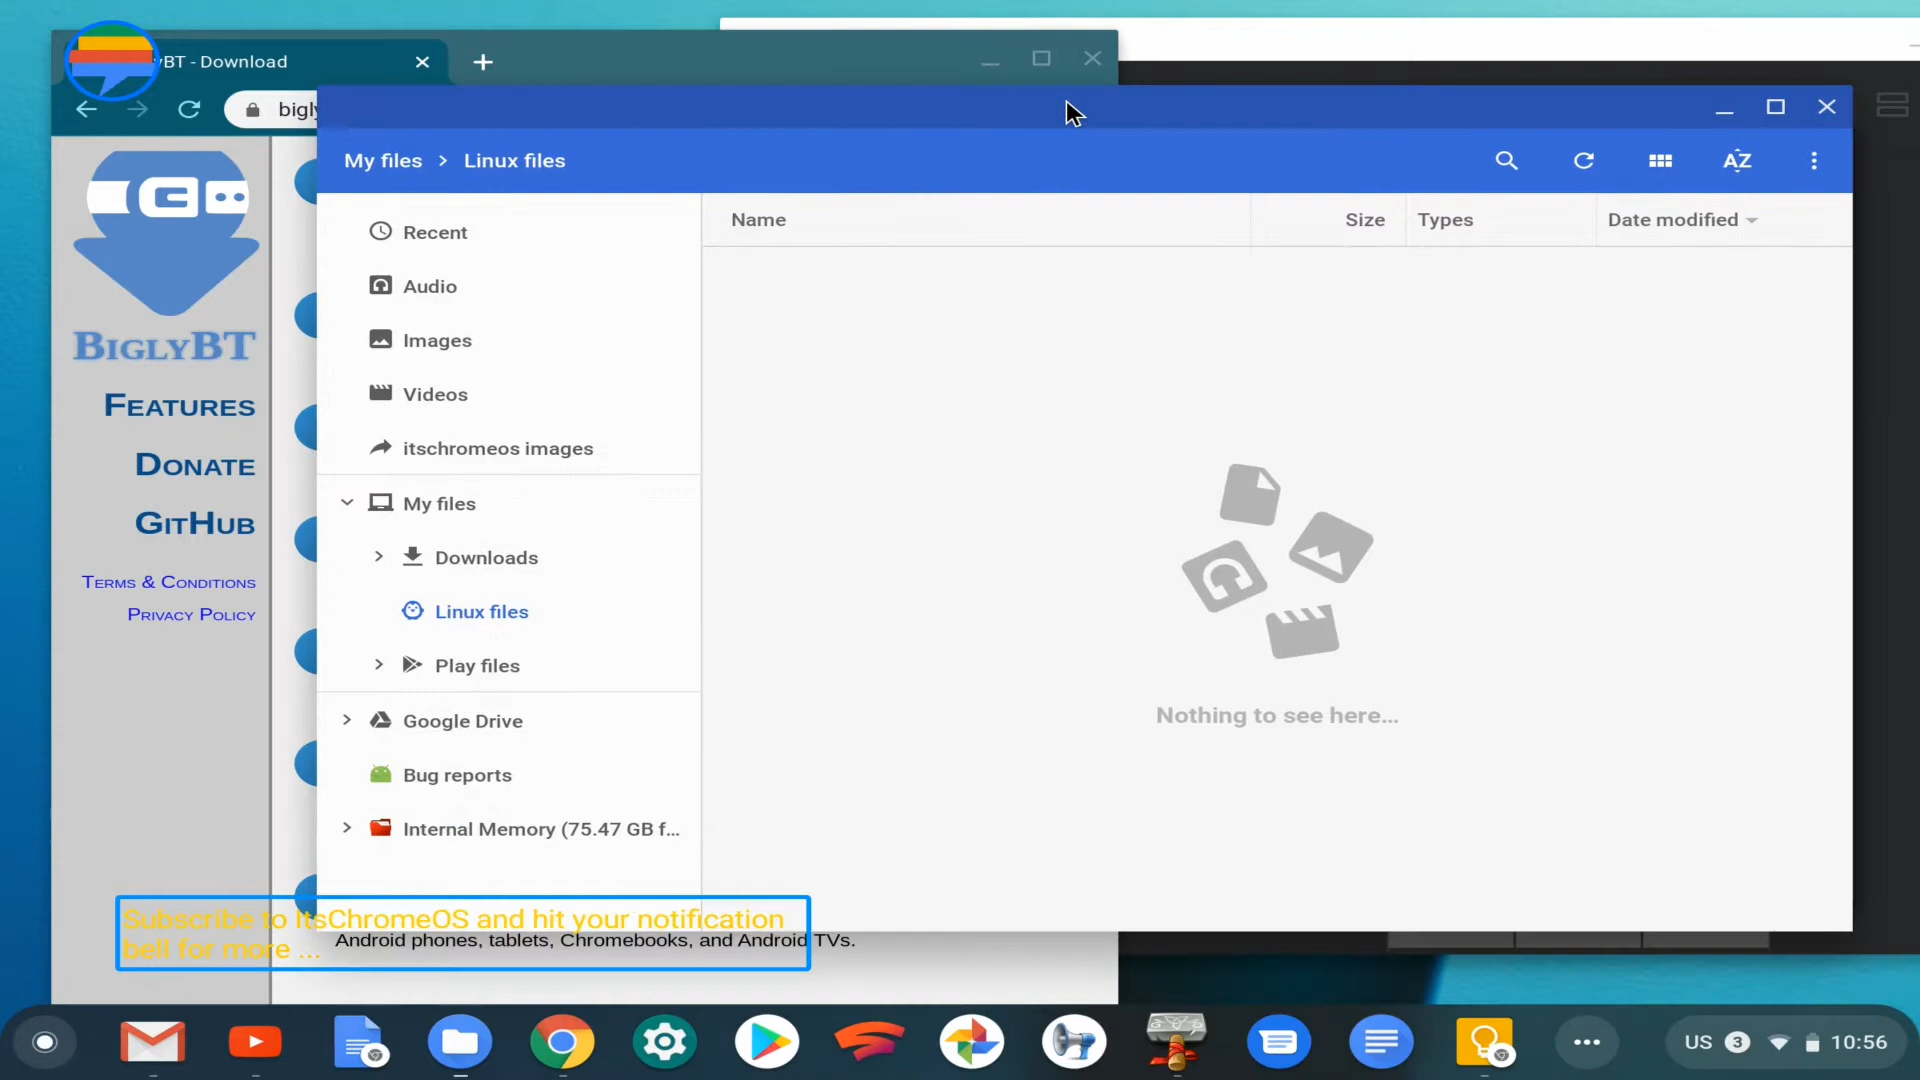 yBT - Download
bigly
My files > Linux files
AZ
Name
Size
Types
Date modified
Recent
Audio
Images
Videos
itschromeos images
My files
Downloads
Linux files
Play files
Google Drive
Bug reports
Internal Memory (75.47 GB f...
Nothing to see here...
BiglyBT
Features
Donate
GitHub
Terms & Conditions
Privacy Policy
Subscribe to ItsChromeOS and hit your notification
bell for more ...
Android phones, tablets, Chromebooks, and Android TVs.
US 3 10:56